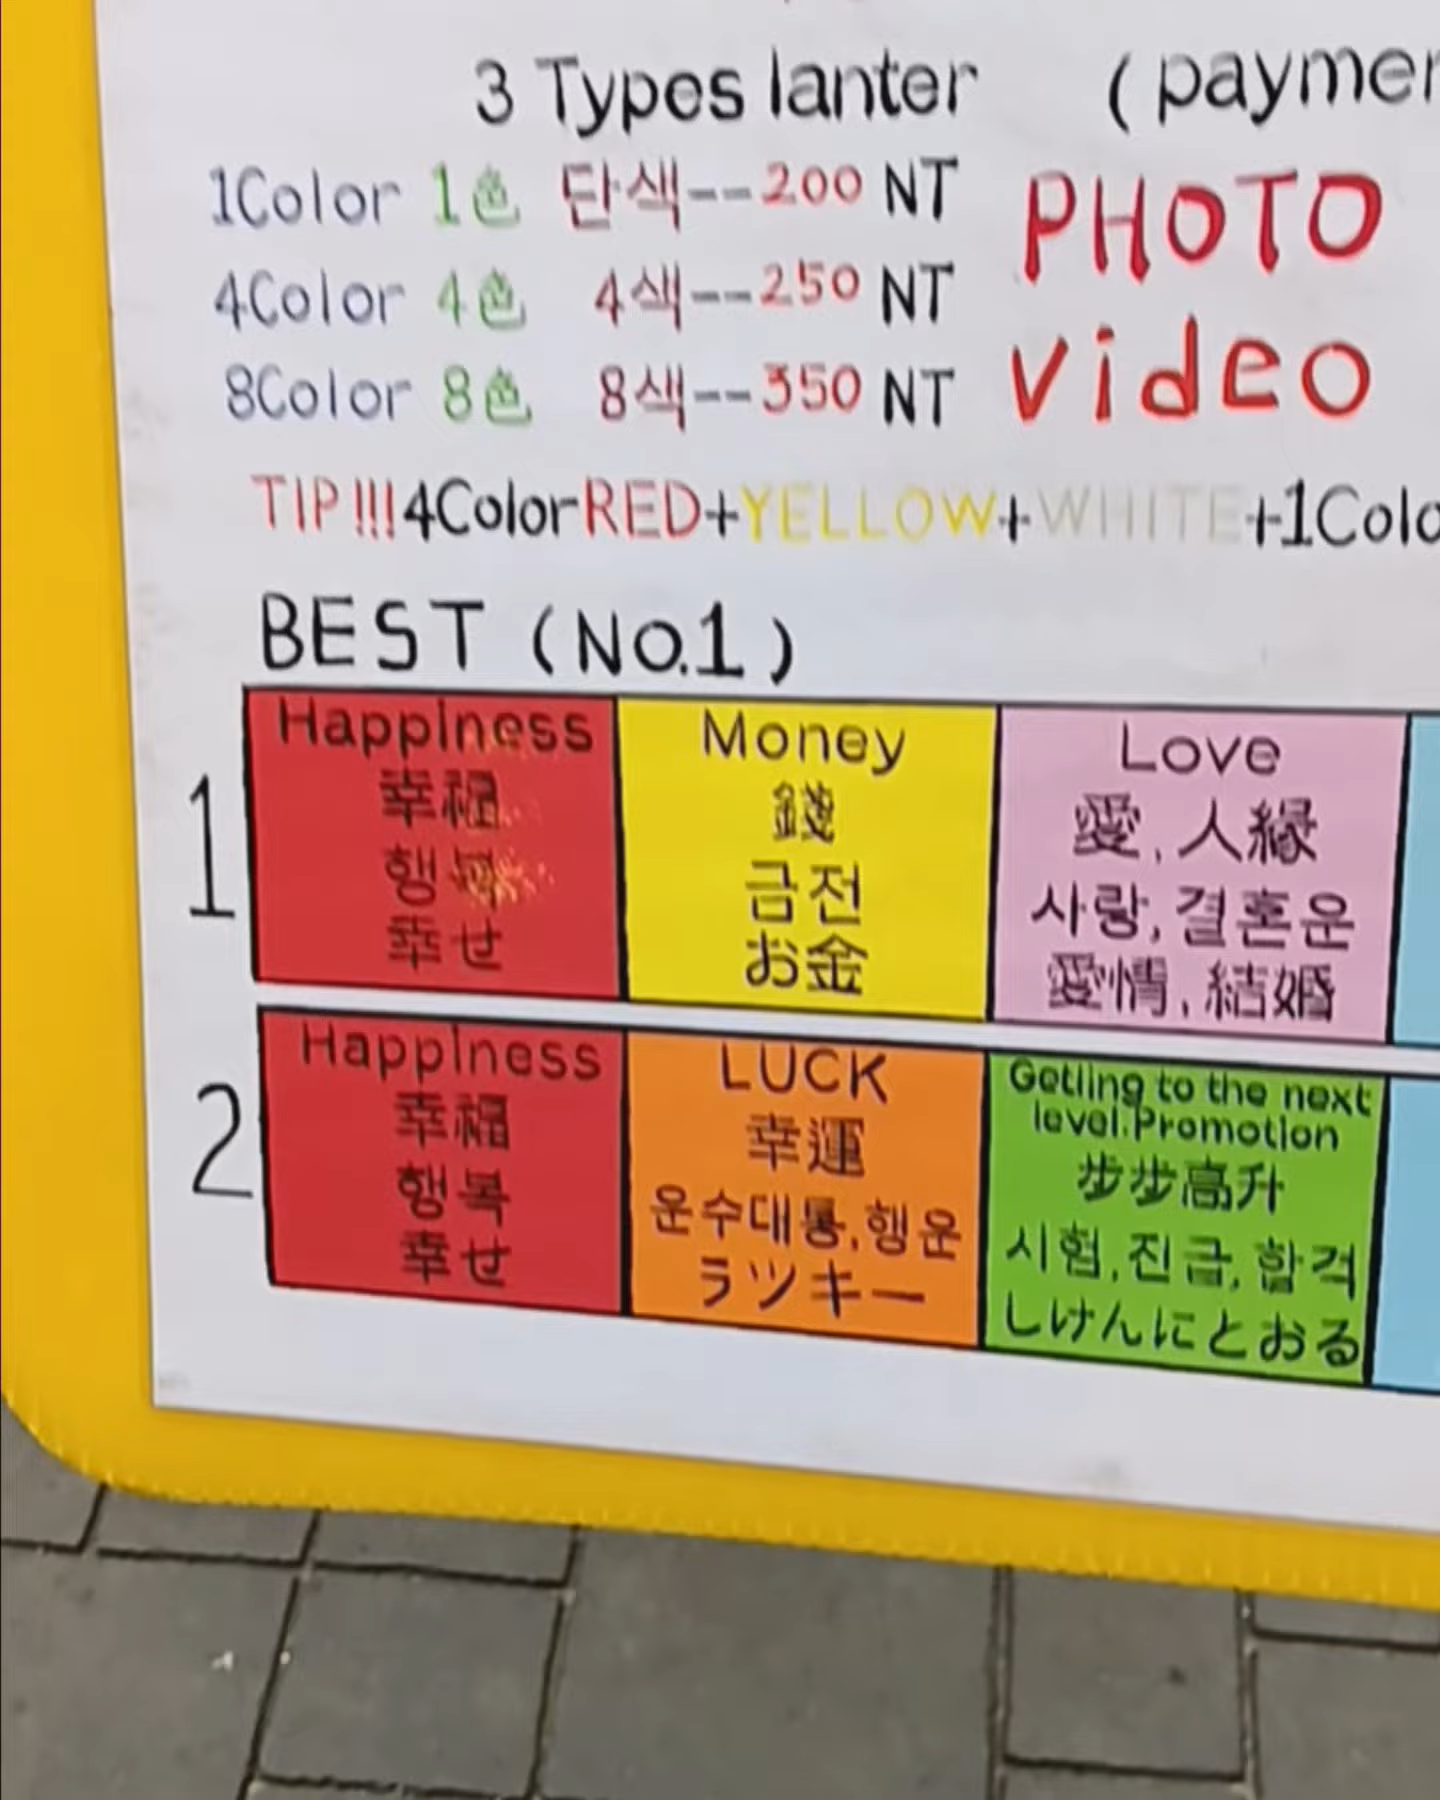 3 Types lanter (paymen
1Color 1色 단색--200 NT
4Color 4色 4색--250 NT
8Color 8色 8색--350 NT
PHOTO
video
TIP!!!4Color-RED+YELLOW+WHITE+1Colo
BEST (NO.1)
1
Happiness
幸福
행복
幸せ
Money
錢
금전
お金
Love
愛, 人緣
사랑, 결혼운
愛情, 結婚
2
Happiness
幸福
행복
幸せ
LUCK
幸運
운수대통,행운
ラツキー
Getling to the next
level.Promotion
步步高升
시험,진급,합격
しけんにとおる